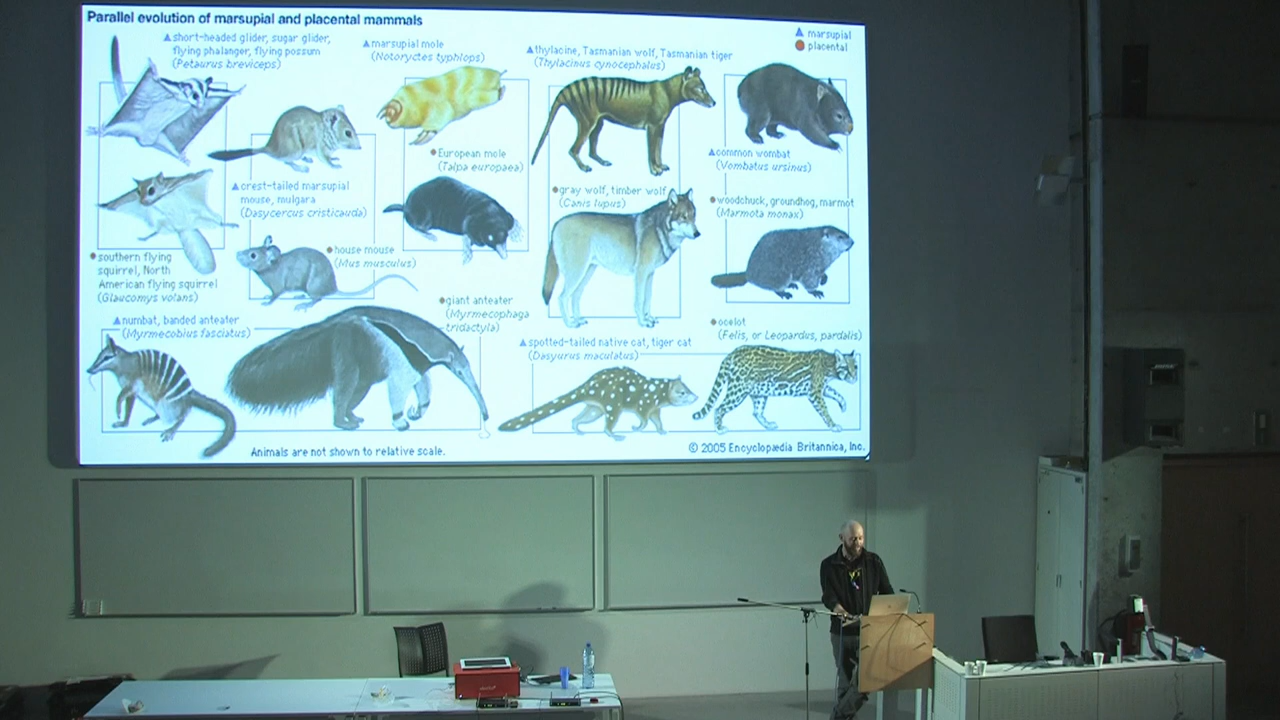 Parallel evolution of marsupial and placental mammals
▲ marsupial
● placental
▲short-headed glider, sugar glider,
flying phalanger, flying possum
(Petaurus breviceps)
▲marsupial mole
(Notoryctes typhlops)
▲thylacine, Tasmanian wolf, Tasmanian tiger
(Thylacinus cynocephalus)
●European mole
(Talpa europaea)
▲common wombat
(Vombatus ursinus)
▲crest-tailed marsupial
mouse, mulgara
(Dasycercus cristicauda)
●gray wolf, timber wolf
(Canis lupus)
●woodchuck, groundhog, marmot
(Marmota monax)
●southern flying
squirrel, North
American flying squirrel
(Glaucomys volans)
●house mouse
(Mus musculus)
●giant anteater
(Myrmecophaga
tridactyla)
▲numbat, banded anteater
(Myrmecobius fasciatus)
▲spotted-tailed native cat, tiger cat
(Dasyurus maculatus)
●ocelot
(Felis, or Leopardus, pardalis)
Animals are not shown to relative scale.
© 2005 Encyclopædia Britannica, Inc.